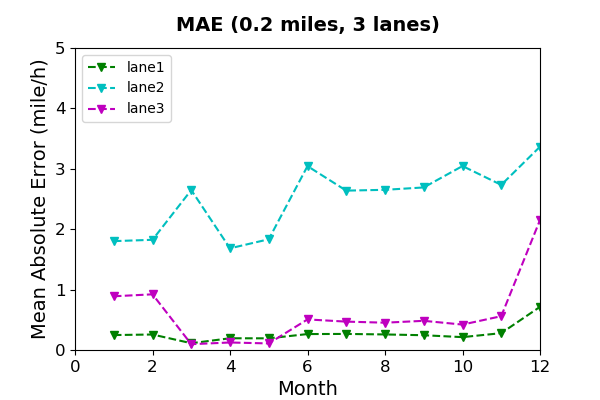 MAE (0.2 miles, 3 lanes)
5
4
3
2
1
0
Mean Absolute Error (mile/h)
lane1
lane2
lane3
0 2 4 6 8 10 12
Month